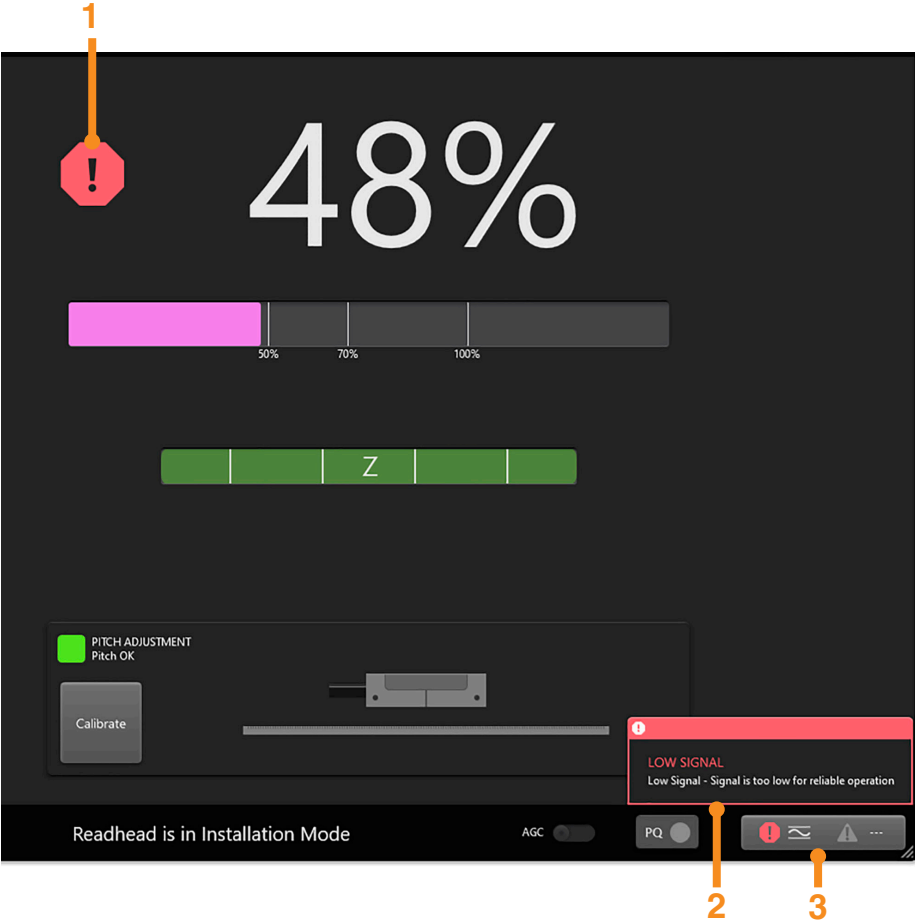 1
!
48%
50%
70%
100%
Z
PITCH ADJUSTMENT
Pitch OK
Calibrate
!
LOW SIGNAL
Low Signal - Signal is too low for reliable operation
Readhead is in Installation Mode
AGC
PQ
! ! ---
2
3